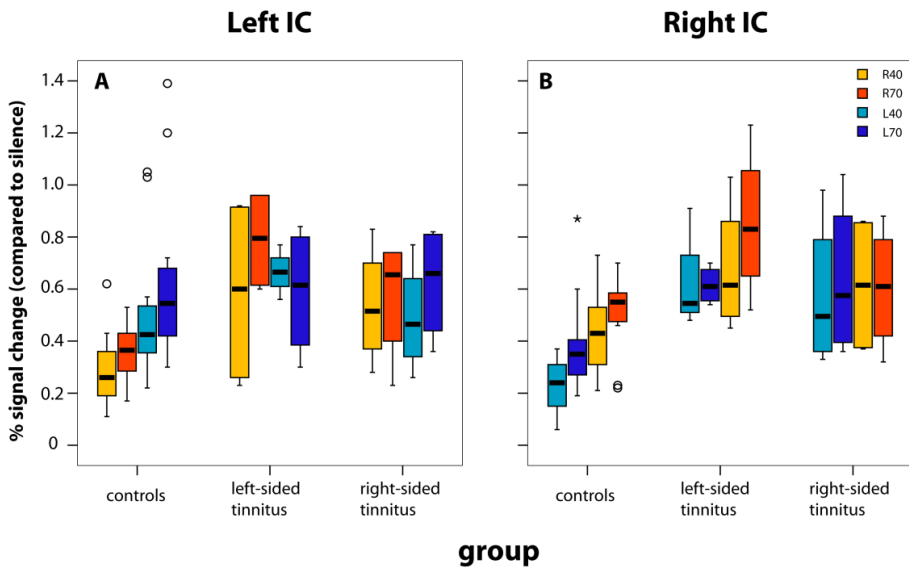 Left IC
Right IC
% signal change (compared to silence)
A
1.4
1.2
1.0
0.8
0.6
0.4
0.2
0
controls
left-sided
tinnitus
right-sided
tinnitus
B
R40
R70
L40
L70
controls
left-sided
tinnitus
right-sided
tinnitus
group